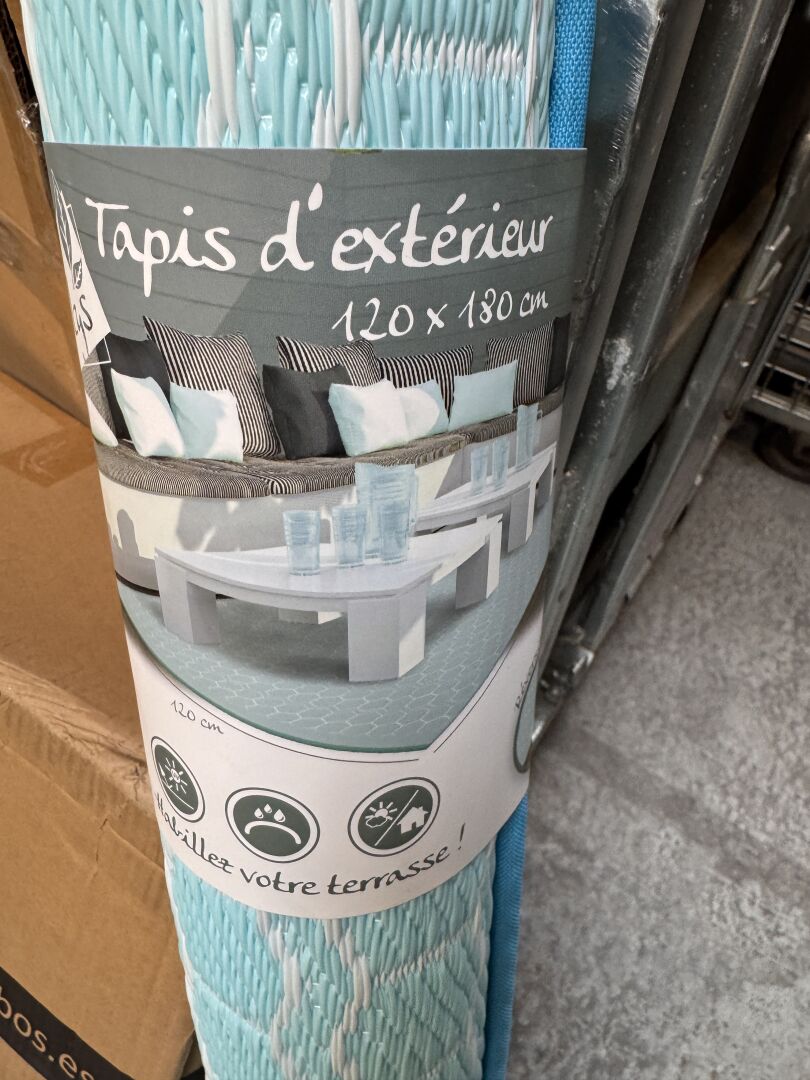 Tapis d'extérieur
120 x 180 cm
120 cm
Habillez votre terrasse !
bos.es